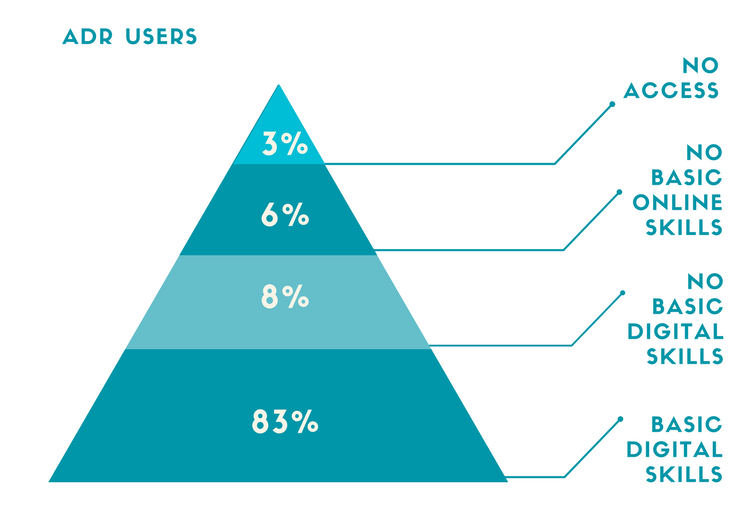 ADR USERS
NO
ACCESS
3%
NO
BASIC
ONLINE
SKILLS
6%
NO
BASIC
DIGITAL
SKILLS
8%
BASIC
DIGITAL
SKILLS
83%